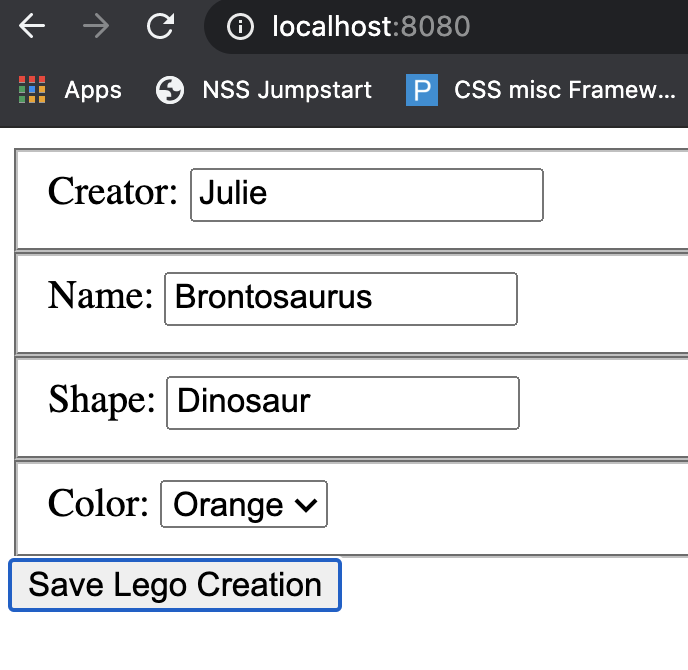 localhost:8080
Apps NSS Jumpstart P CSS misc Framew...
Creator: Julie
Name: Brontosaurus
Shape: Dinosaur
Color: Orange
Save Lego Creation